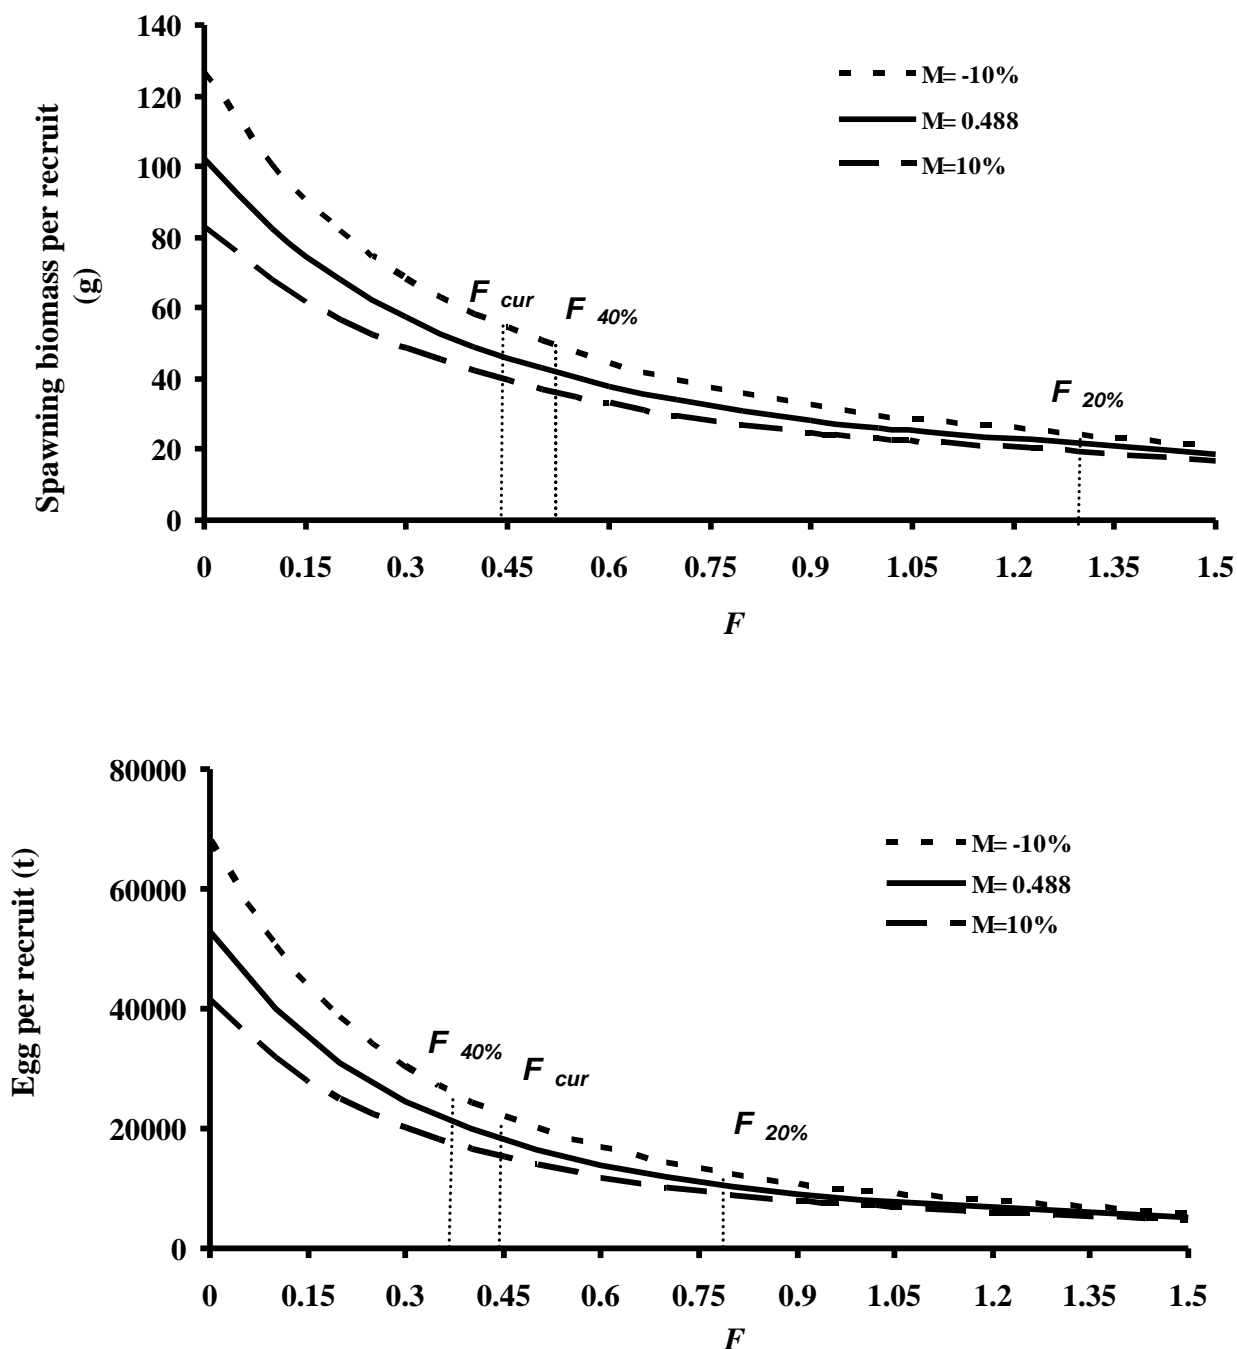 140
120
100
80
60
40
20
0
Spawning biomass per recruit
(g)
M= -10%
M= 0.488
M=10%
F cur
F 40%
F 20%
0 0.15 0.3 0.45 0.6 0.75 0.9 1.05 1.2 1.35 1.5
F
80000
60000
40000
20000
0
Egg per recruit (t)
M= -10%
M= 0.488
M=10%
F 40%
F cur
F 20%
0 0.15 0.3 0.45 0.6 0.75 0.9 1.05 1.2 1.35 1.5
F